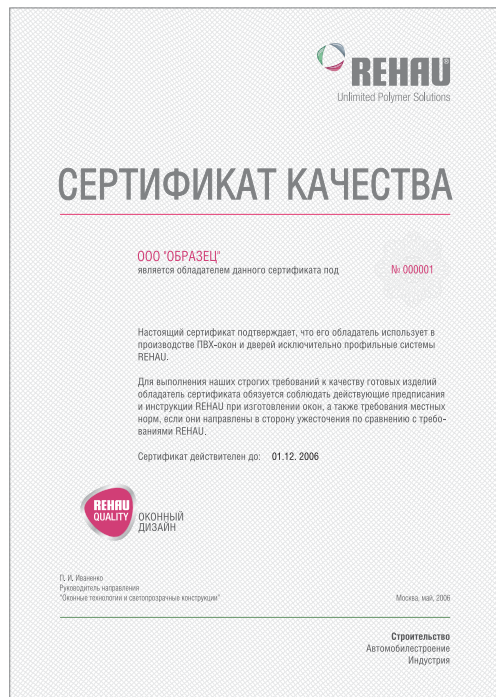 REHAU®
Unlimited Polymer Solutions
СЕРТИФИКАТ КАЧЕСТВА
ООО "ОБРАЗЕЦ"
является обладателем данного сертификата под № 000001
Настоящий сертификат подтверждает, что его обладатель использует в
производстве ПВХ-окон и дверей исключительно профильные системы
REHAU.
Для выполнения наших строгих требований к качеству готовых изделий
обладатель сертификата обязуется соблюдать действующие предписания
и инструкции REHAU при изготовлении окон, а также требования местных
норм, если они направлены в сторону ужесточения по сравнению с требо-
ваниями REHAU.
Сертификат действителен до: 01.12. 2006
REHAU
QUALITY
ОКОННЫЙ
ДИЗАЙН
П. И. Иваненко
Руководитель направления
"Оконные технологии и светопрозрачные конструкции"
Москва, май, 2006
Строительство
Автомобилестроение
Индустрия